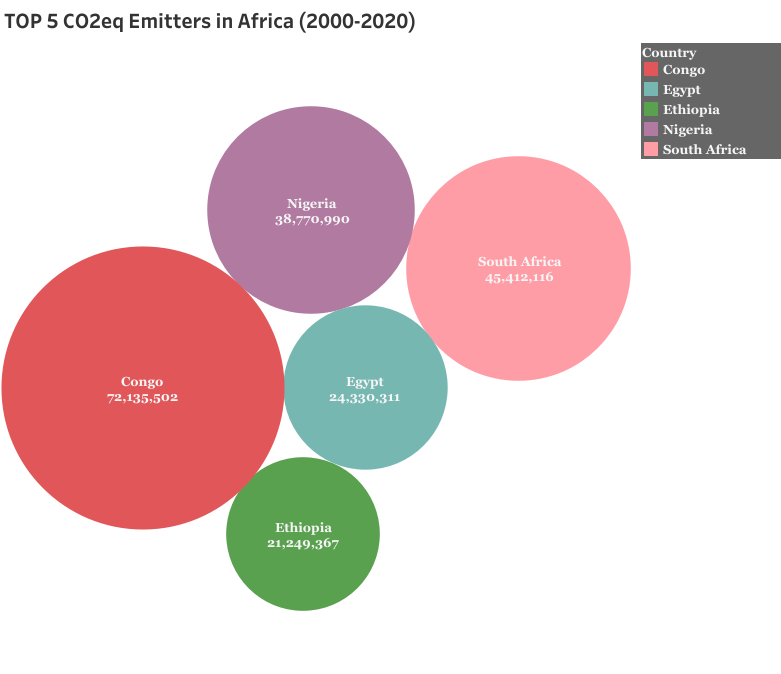 TOP 5 CO2eq Emitters in Africa (2000-2020)
Country
Congo
Egypt
Ethiopia
Nigeria
South Africa
Nigeria
38,770,990
South Africa
45,412,116
Congo
72,135,502
Egypt
24,330,311
Ethiopia
21,249,367